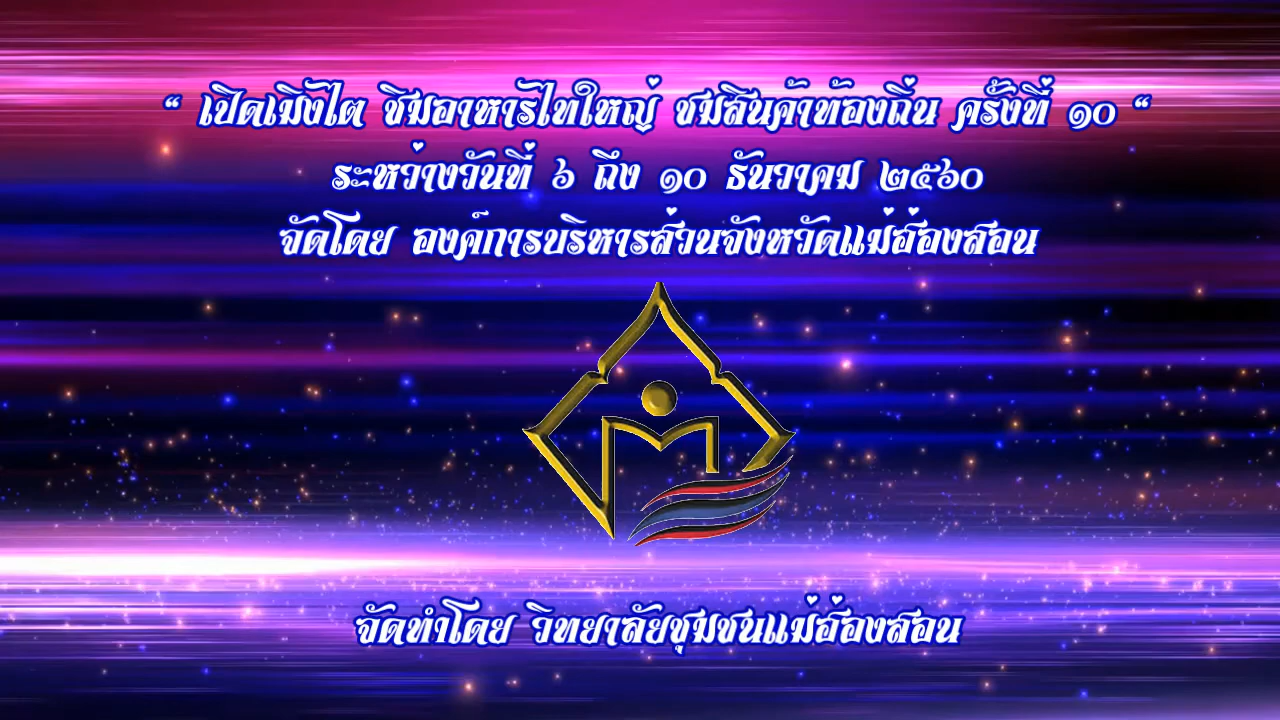 “ เปิดเมิงไต ชิมอาหารไทใหญ่ ชมสินค้าท้องถิ่น ครั้งที่ ๑๐ “
ระหว่างวันที่ ๖ ถึง ๑๐ ธันวาคม ๒๕๖๐
จัดโดย องค์การบริหารส่วนจังหวัดแม่ฮ่องสอน
จัดทำโดย วิทยาลัยชุมชนแม่ฮ่องสอน